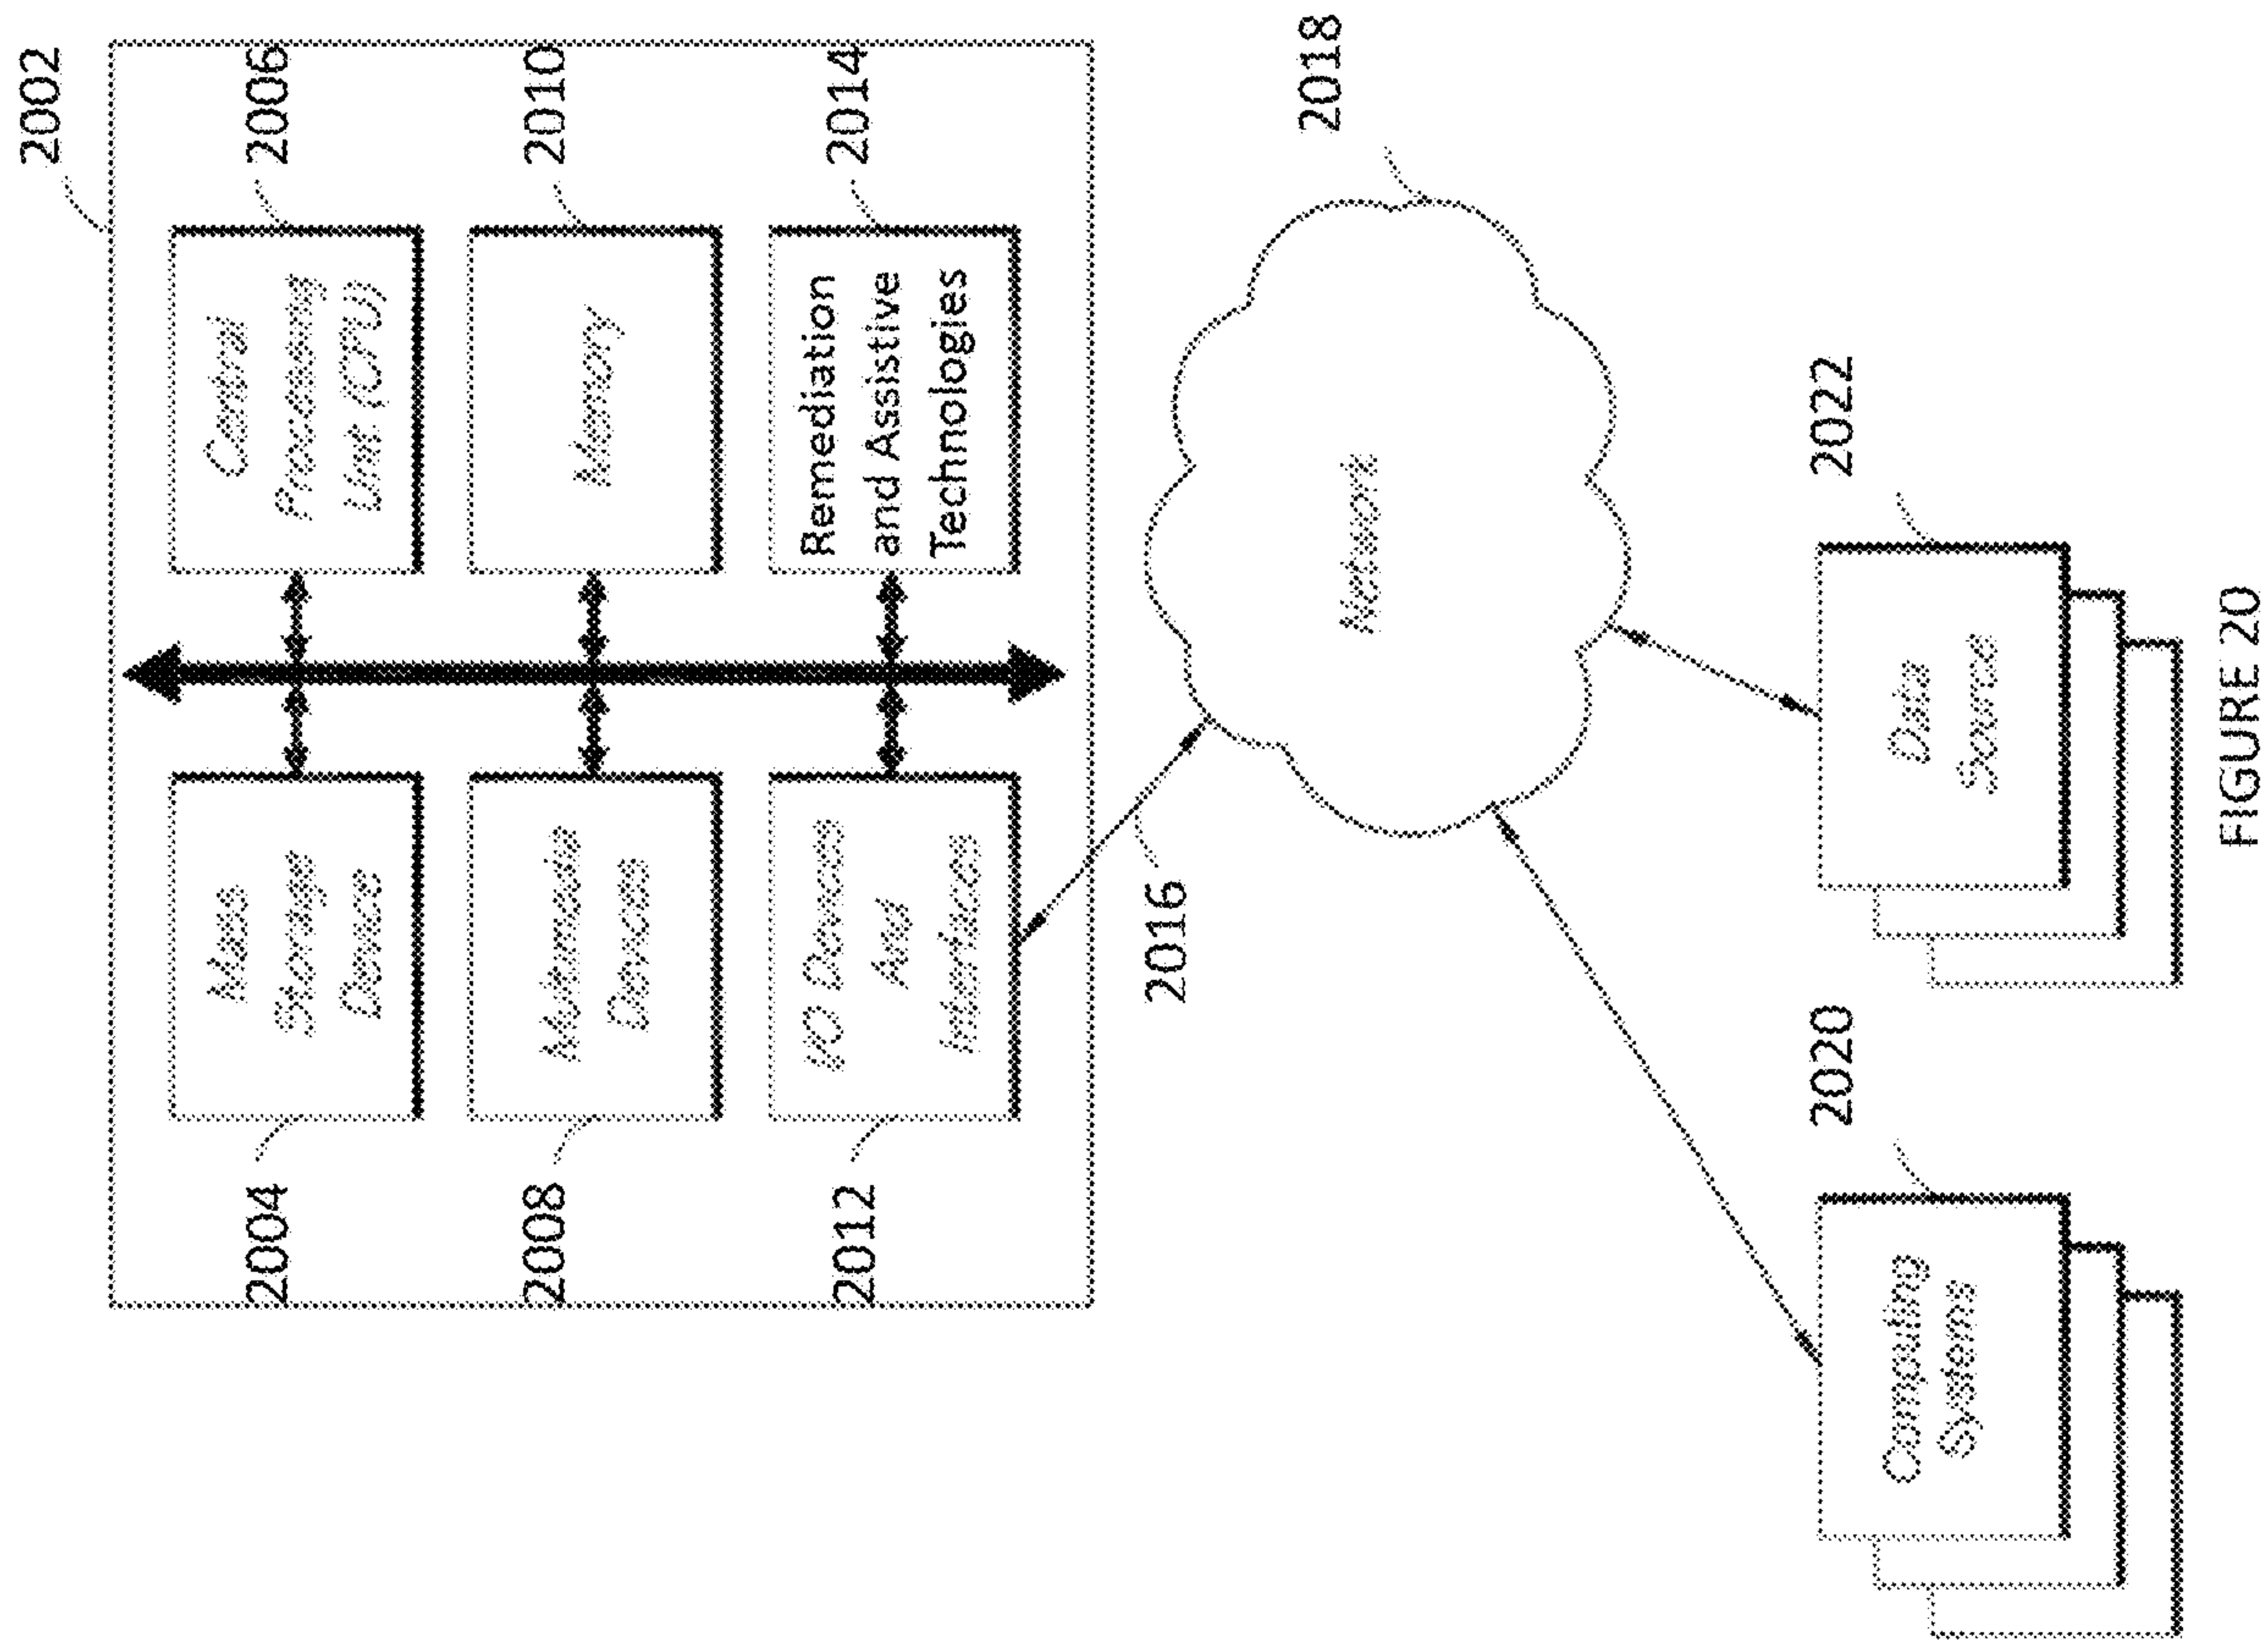 2002
2004
Mass
Storage
Device
Central
Processing
Unit (CPU)
2006
2008
Multimedia
Devices
Memory
2010
2012
I/O Devices
And
Interfaces
Remediation
and Assistive
Technologies
2014
2016
Network
2018
2020
Computing
Systems
2022
Data
Source
FIGURE 20